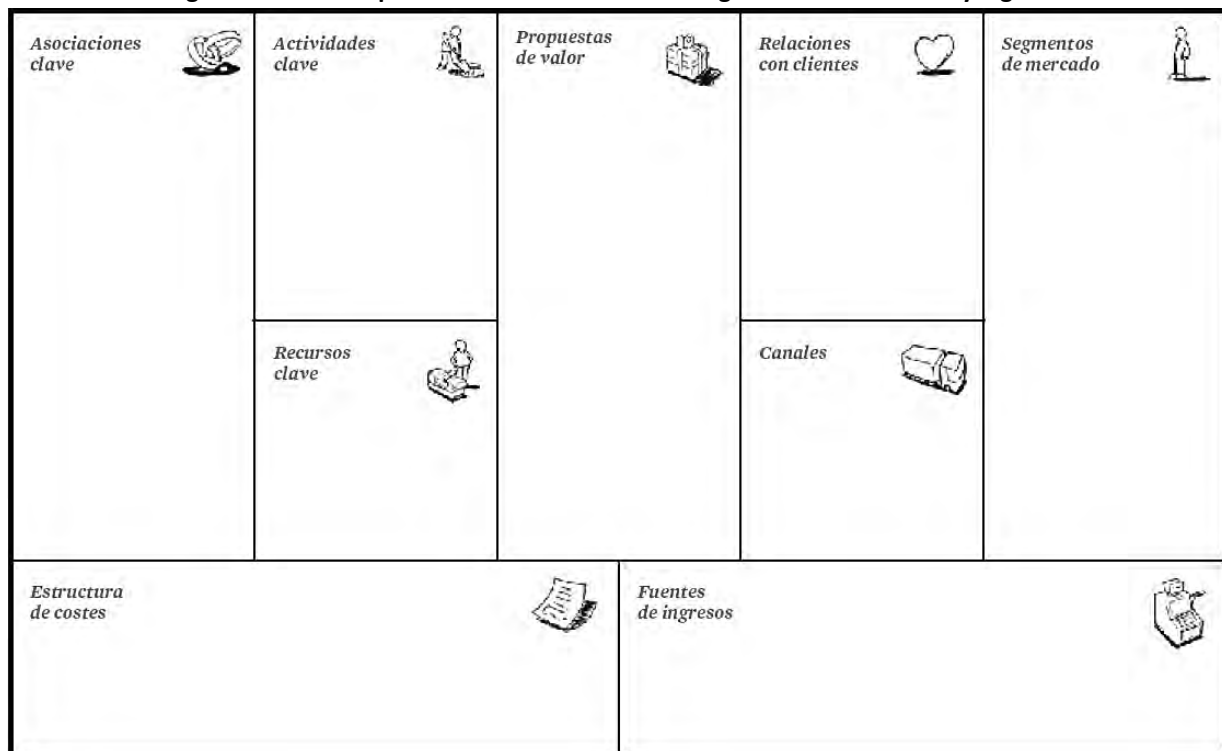 Asociaciones
clave
Actividades
clave
Propuestas
de valor
Relaciones
con clientes
Segmentos
de mercado
Recursos
clave
Canales
Estructura
de costes
Fuentes
de ingresos